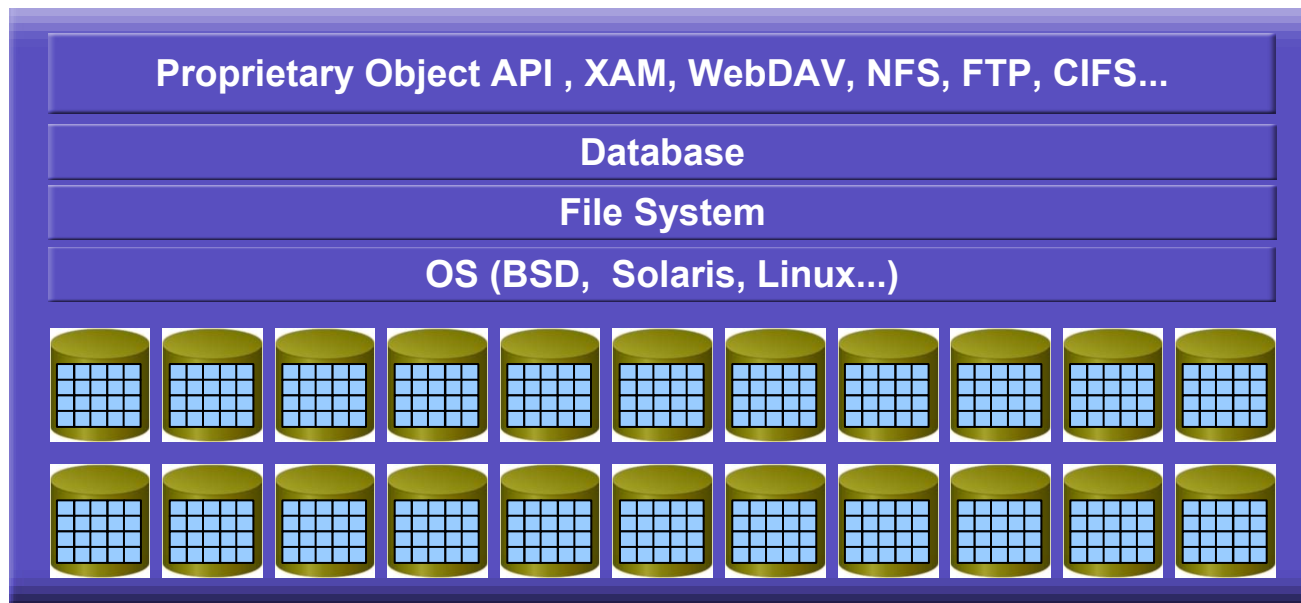 Proprietary Object API , XAM, WebDAV, NFS, FTP, CIFS...
Database
File System
OS (BSD,  Solaris, Linux...)